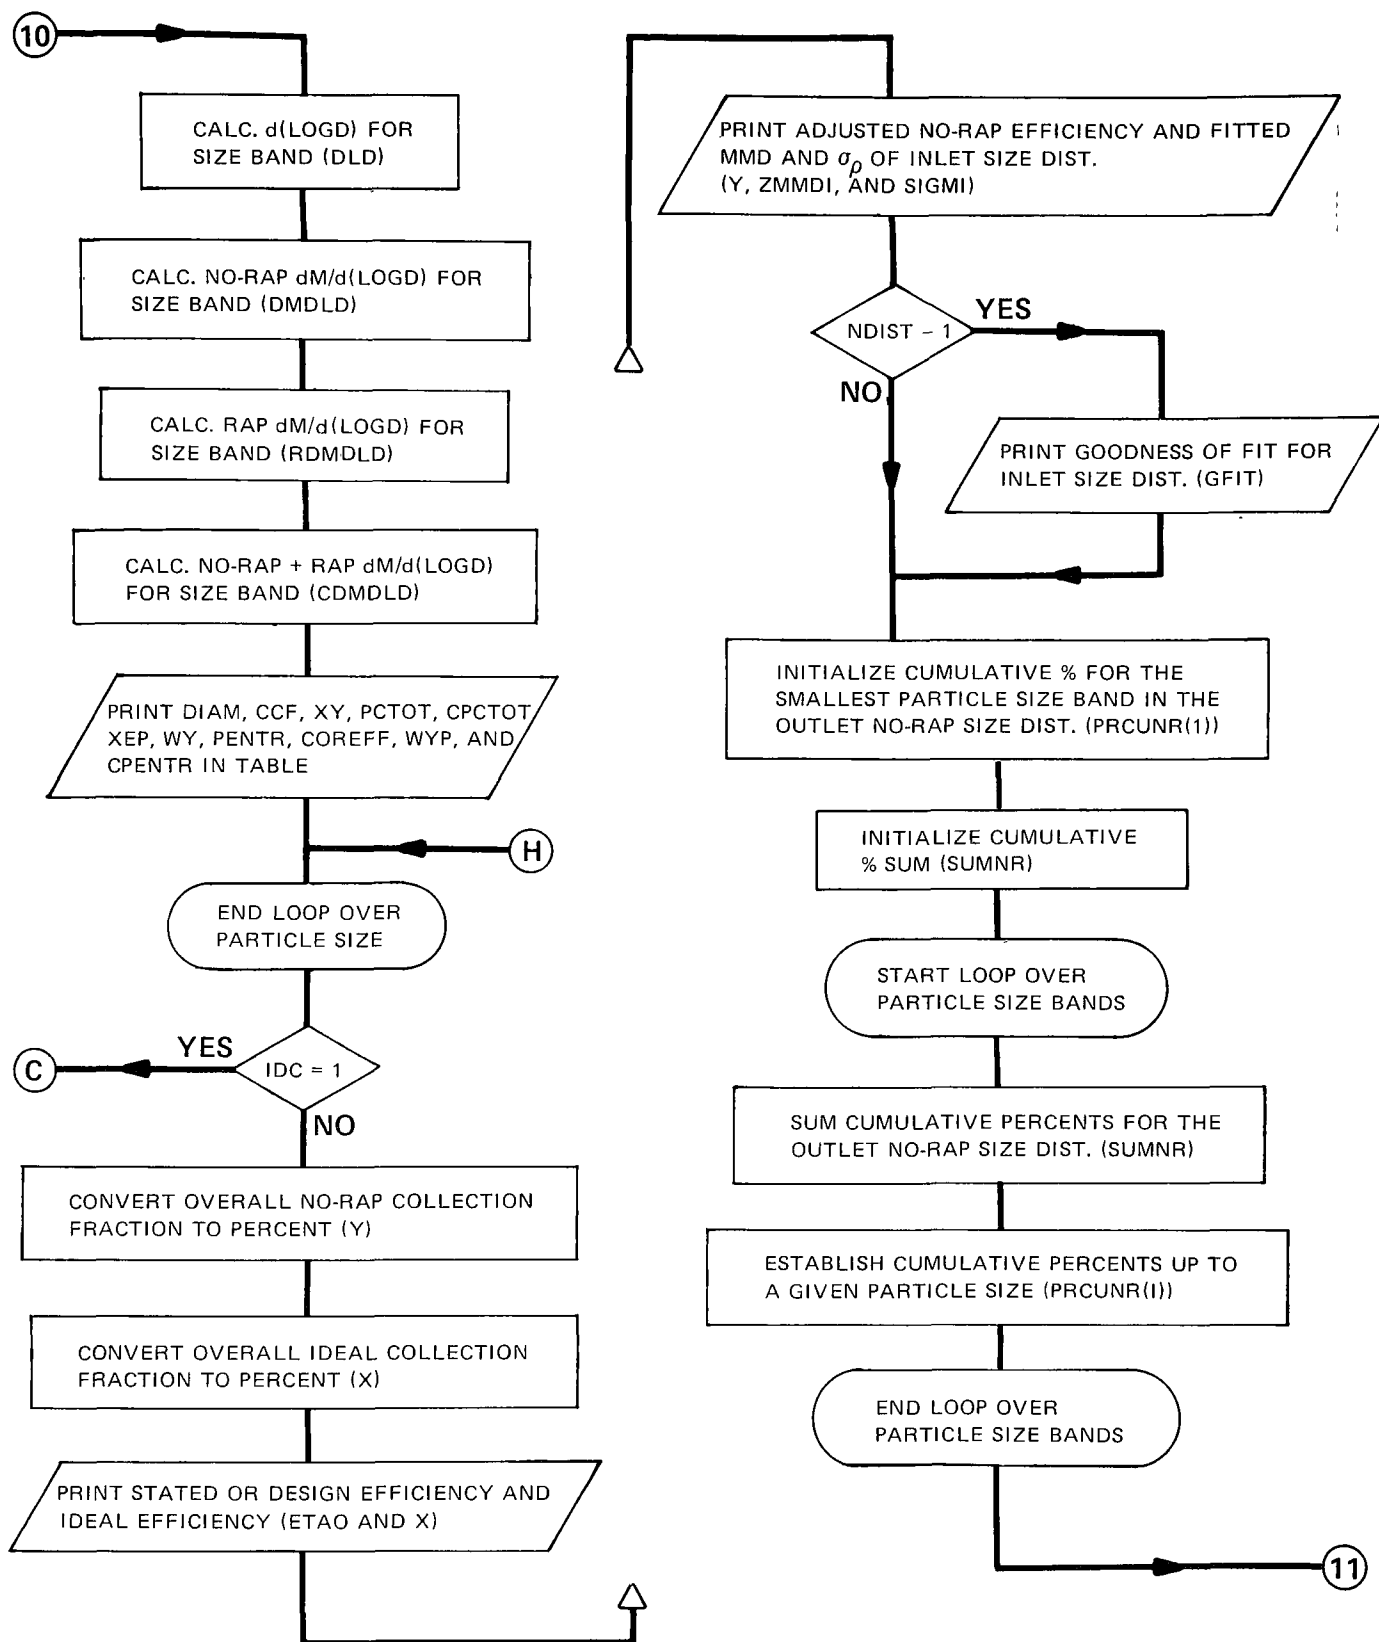 10
CALC. d(LOGD) FOR
SIZE BAND (DLD)
CALC. NO-RAP dM/d(LOGD) FOR
SIZE BAND (DMDLD)
CALC. RAP dM/d(LOGD) FOR
SIZE BAND (RDMDLD)
CALC. NO-RAP + RAP dM/d(LOGD)
FOR SIZE BAND (CDMDLD)
PRINT DIAM, CCF, XY, PCTOT, CPCTOT
XEP, WY, PENTR, COREFF, WYP, AND
CPENTR IN TABLE
H
END LOOP OVER
PARTICLE SIZE
YES
C
IDC = 1
NO
CONVERT OVERALL NO-RAP COLLECTION
FRACTION TO PERCENT (Y)
CONVERT OVERALL IDEAL COLLECTION
FRACTION TO PERCENT (X)
PRINT STATED OR DESIGN EFFICIENCY AND
IDEAL EFFICIENCY (ETAO AND X)
PRINT ADJUSTED NO-RAP EFFICIENCY AND FITTED
MMD AND σρ OF INLET SIZE DIST.
(Y, ZMMDI, AND SIGMI)
YES
NDIST - 1
NO
PRINT GOODNESS OF FIT FOR
INLET SIZE DIST. (GFIT)
INITIALIZE CUMULATIVE % FOR THE
SMALLEST PARTICLE SIZE BAND IN THE
OUTLET NO-RAP SIZE DIST. (PRCUNR(1))
INITIALIZE CUMULATIVE
% SUM (SUMNR)
START LOOP OVER
PARTICLE SIZE BANDS
SUM CUMULATIVE PERCENTS FOR THE
OUTLET NO-RAP SIZE DIST. (SUMNR)
ESTABLISH CUMULATIVE PERCENTS UP TO
A GIVEN PARTICLE SIZE (PRCUNR(I))
END LOOP OVER
PARTICLE SIZE BANDS
11